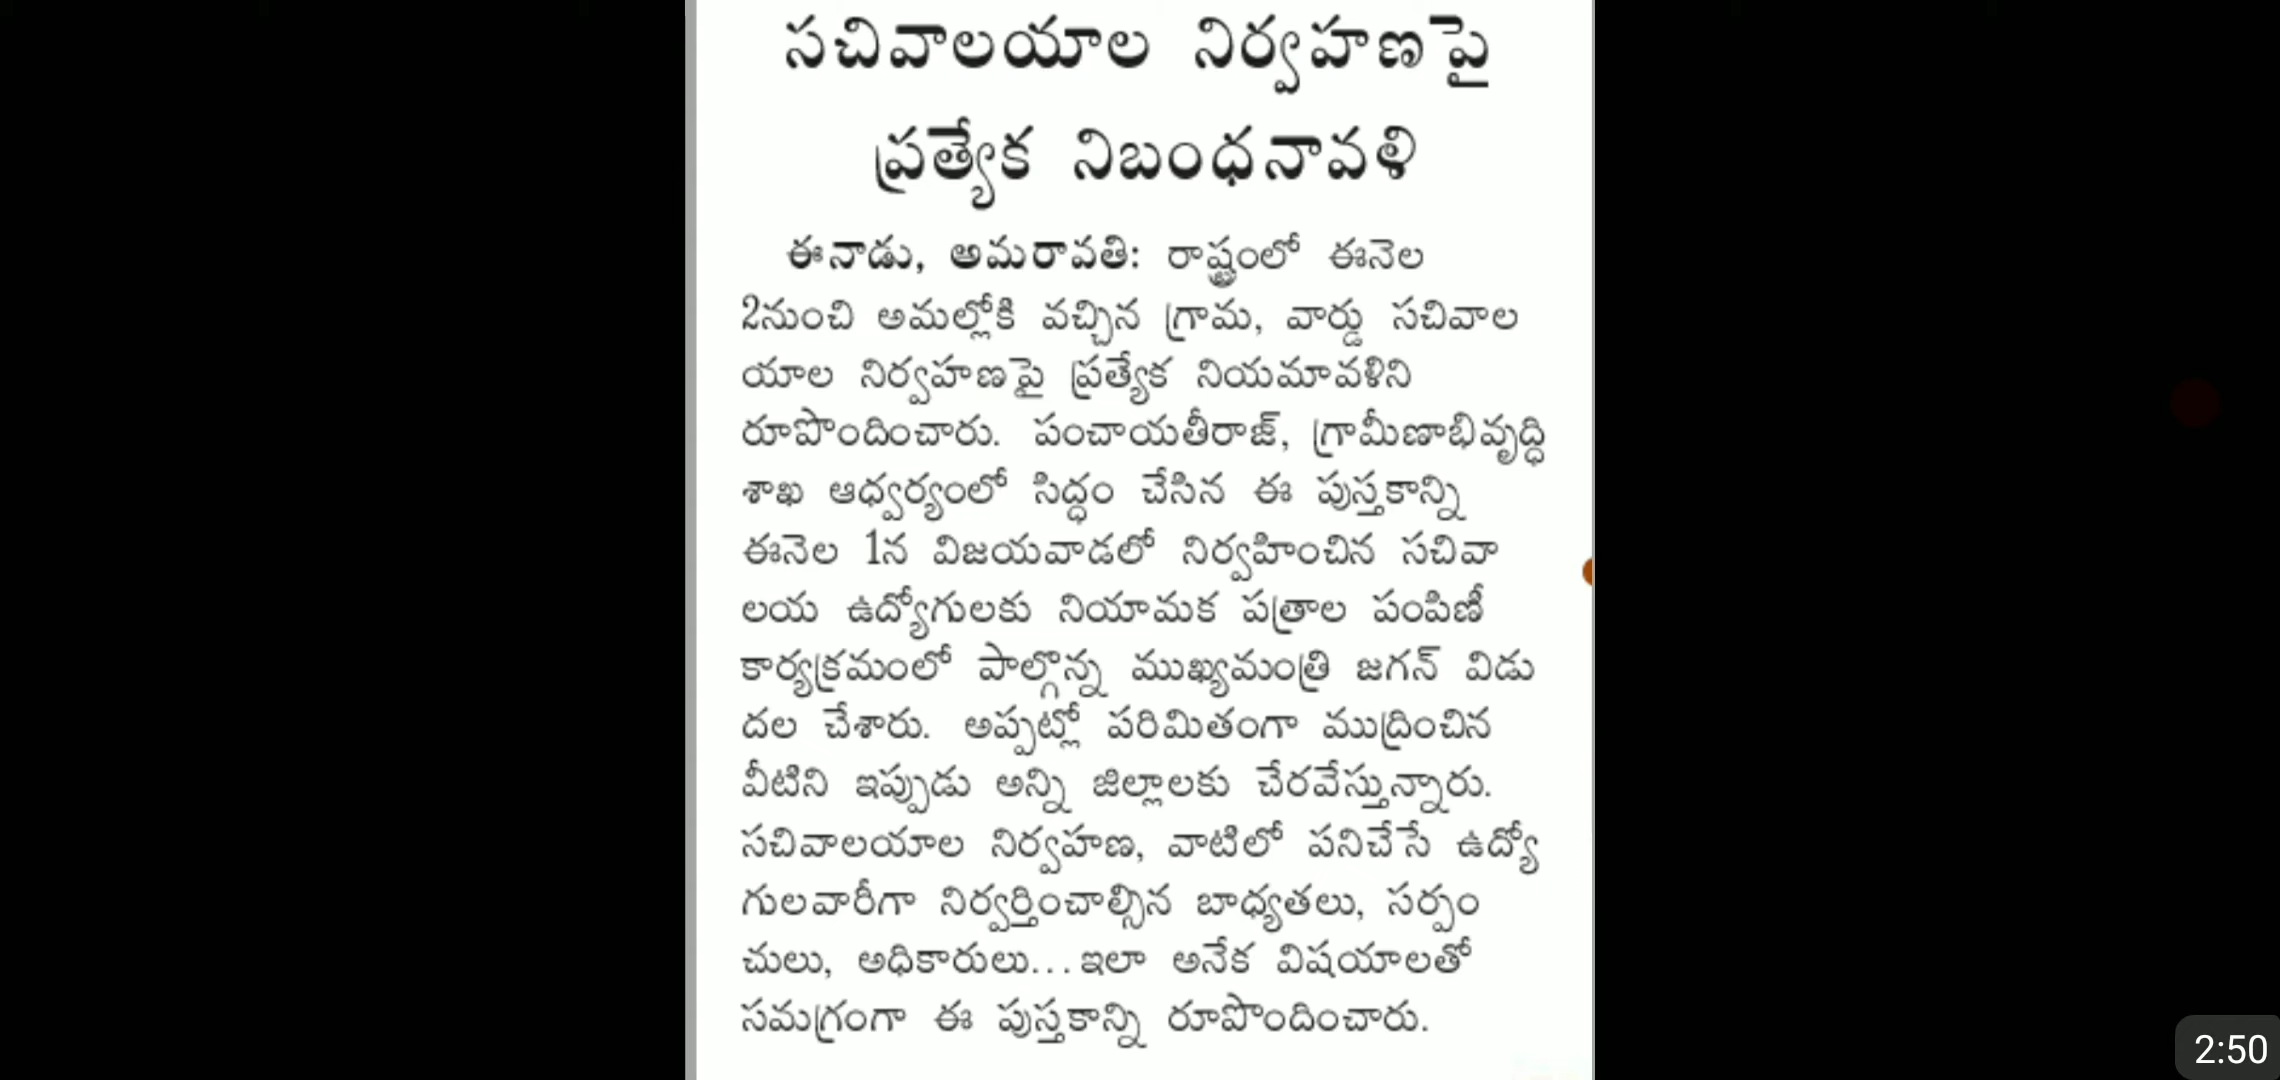 సచివాలయాల నిర్వహణపై
ప్రత్యేక నిబంధనావళి
ఈనాడు, అమరావతి: రాష్ట్రంలో ఈనెల
2నుంచి అమల్లోకి వచ్చిన గ్రామ, వార్డు సచివాల
యాల నిర్వహణపై ప్రత్యేక నియమావళిని
రూపొందించారు. పంచాయతీరాజ్, గ్రామీణాభివృద్ధి
శాఖ ఆధ్వర్యంలో సిద్ధం చేసిన ఈ పుస్తకాన్ని
ఈనెల 1న విజయవాడలో నిర్వహించిన సచివా
లయ ఉద్యోగులకు నియామక పత్రాల పంపిణీ
కార్యక్రమంలో పాల్గొన్న ముఖ్యమంత్రి జగన్ విడు
దల చేశారు. అప్పట్లో పరిమితంగా ముద్రించిన
వీటిని ఇప్పుడు అన్ని జిల్లాలకు చేరవేస్తున్నారు.
సచివాలయాల నిర్వహణ, వాటిలో పనిచేసే ఉద్యో
గులవారీగా నిర్వర్తించాల్సిన బాధ్యతలు, సర్పం
చులు, అధికారులు...ఇలా అనేక విషయాలతో
సమగ్రంగా ఈ పుస్తకాన్ని రూపొందించారు.
2:50